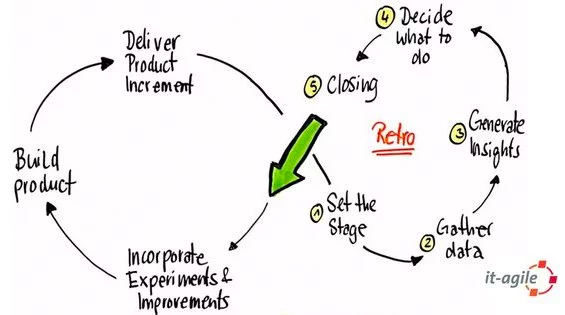 Deliver
Product
Increment
Build
product
Incorporate
Experiments &
Improvements
Retro
1 Set the
Stage
2 Gather
data
3 Generate
Insights
4 Decide
what to
do
5 Closing
it-agile